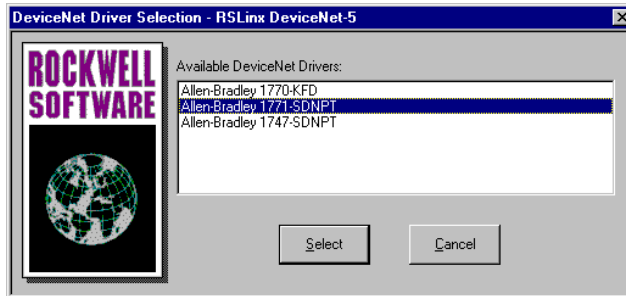 DeviceNet Driver Selection - RSLinx DeviceNet-5
ROCKWELL
SOFTWARE
Available DeviceNet Drivers:
Allen-Bradley 1770-KFD
Allen-Bradley 1771-SDNPT
Allen-Bradley 1747-SDNPT
Select
Cancel